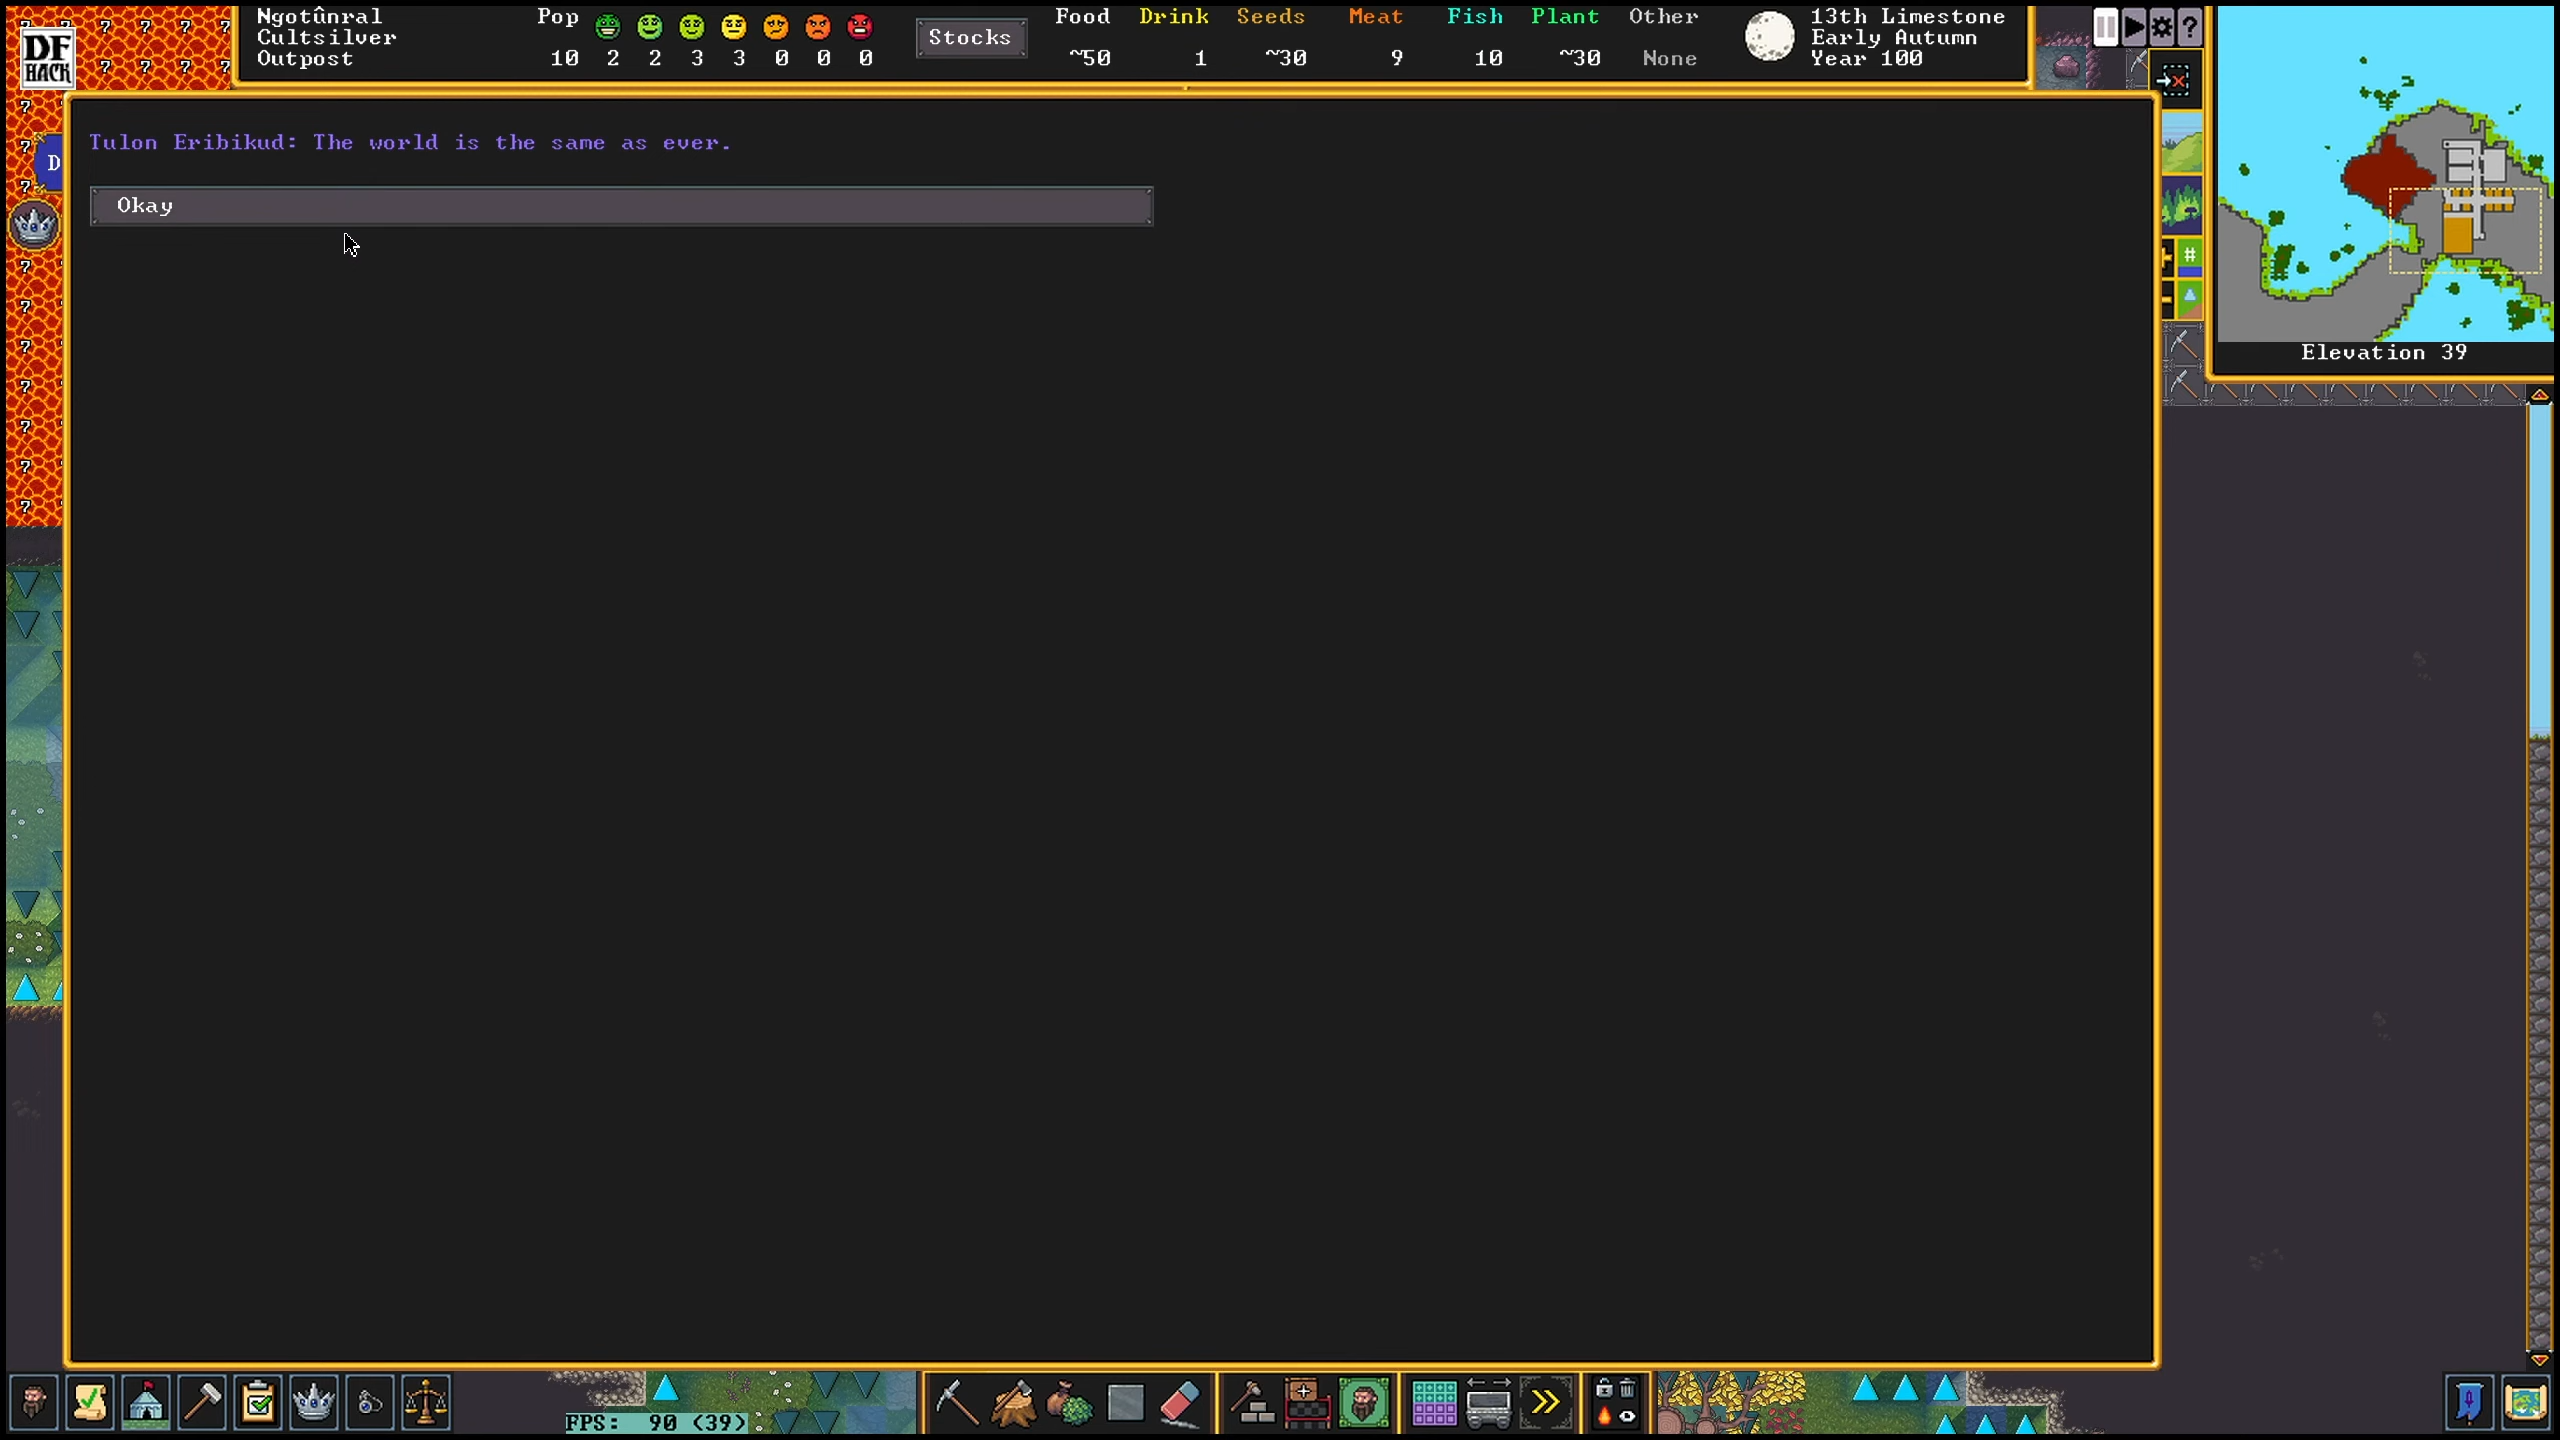 DF
HACK
Ngotûnral
Cultsilver
Outpost
Pop
10 2 2 3 3 0 0 0
Stocks
Food Drink Seeds Meat Fish Plant Other
~50 1 ~30 9 10 ~30 None
13th Limestone
Early Autumn
Year 100
?
D
Tulon Eribikud: The world is the same as ever.
Okay
#
Elevation 39
FPS: 90 (39)